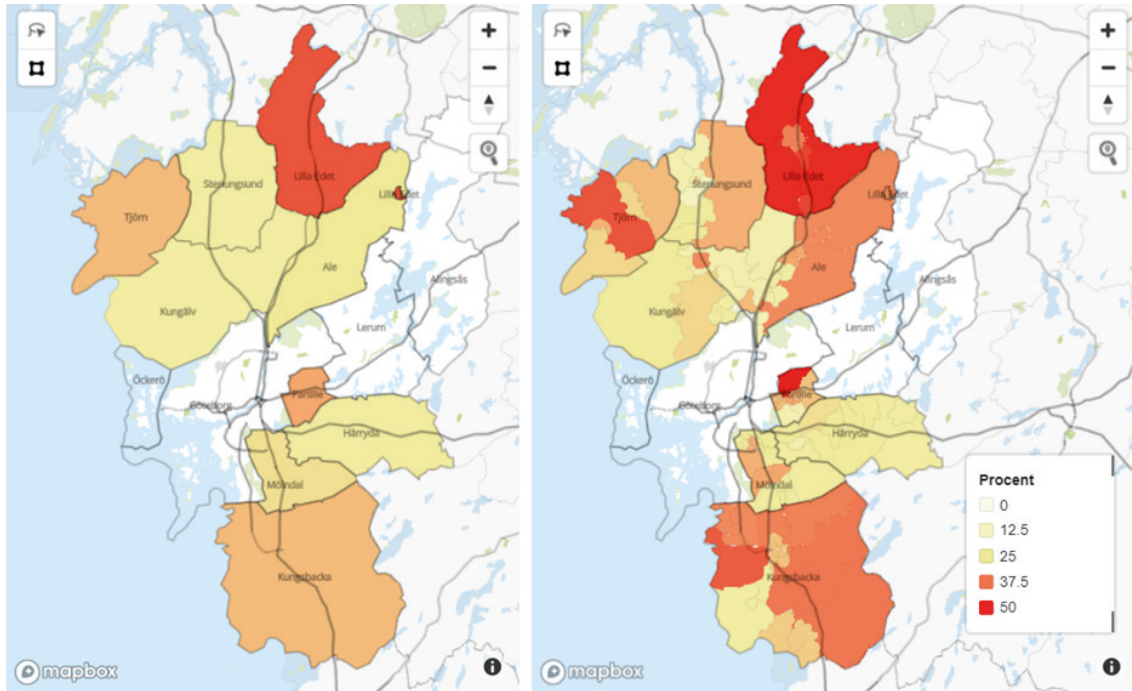 Stenungsund
Lilla Edet
Lilla Edet
Tjörn
Ale
Alingsås
Kungälv
Lerum
Öckerö
Partille
Göteborg
Härryda
Mölndal
Kungsbacka
mapbox
Stenungsund
Lilla Edet
Lilla Edet
Tjörn
Ale
Alingsås
Kungälv
Lerum
Öckerö
Partille
Göteborg
Härryda
Mölndal
Kungsbacka
Procent
0
12.5
25
37.5
50
mapbox